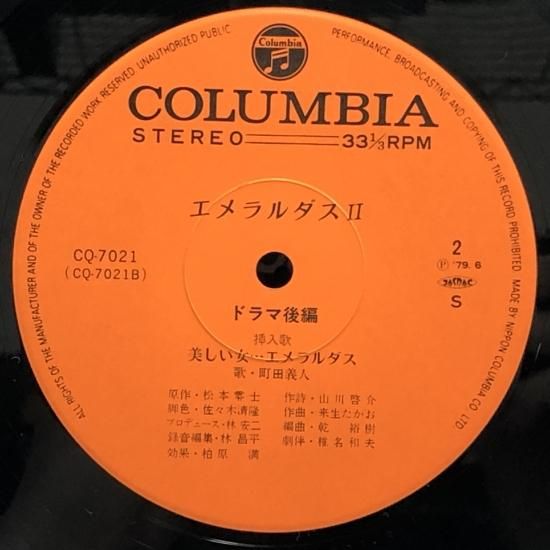 ALL RIGHTS OF THE MANUFACTURER AND OF THE OWNER OF THE RECORDED WORK RESERVED. UNAUTHORIZED PUBLIC PERFORMANCE, BROADCASTING AND COPYING OF THIS RECORD PROHIBITED MADE BY NIPPON COLUMBIA CO., LTD.
Columbia
COLUMBIA
STEREO 33⅓RPM
エメラルダスII
CQ-7021 2
(CQ-7021B) Ⓟ '79. 6
JASRAC
S
ドラマ後編
挿入歌
美しい女…エメラルダス
歌・町田義人
原作・松本零士 作詩・山川啓介
脚色・佐々木清隆 作曲・来生たかお
プロデュース・林 安二 編曲・乾 裕樹
録音編集・林 昌平 劇伴・椎名和夫
効果・柏原 満